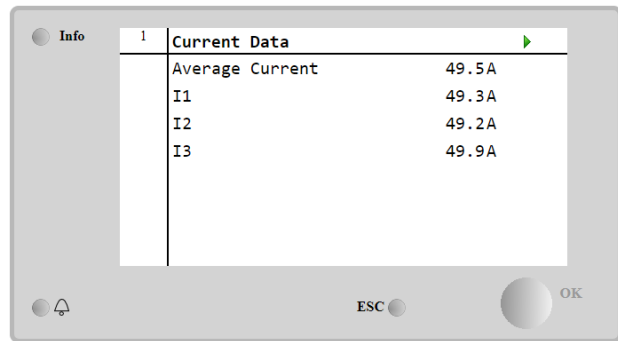 Info
1 Current Data
Average Current 49.5A
I1 49.3A
I2 49.2A
I3 49.9A
ESC
OK